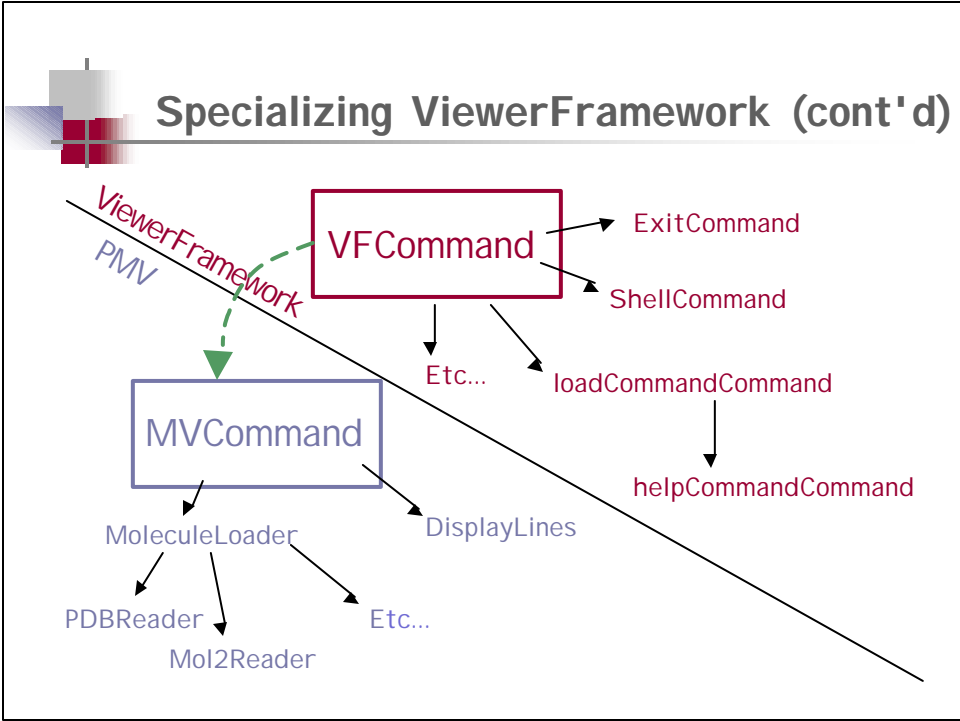 Specializing ViewerFramework (cont'd)
ViewerFramework
PMV
VFCommand
ExitCommand
ShellCommand
Etc...
loadCommandCommand
helpCommandCommand
MVCommand
MoleculeLoader
DisplayLines
PDBReader
Etc...
Mol2Reader